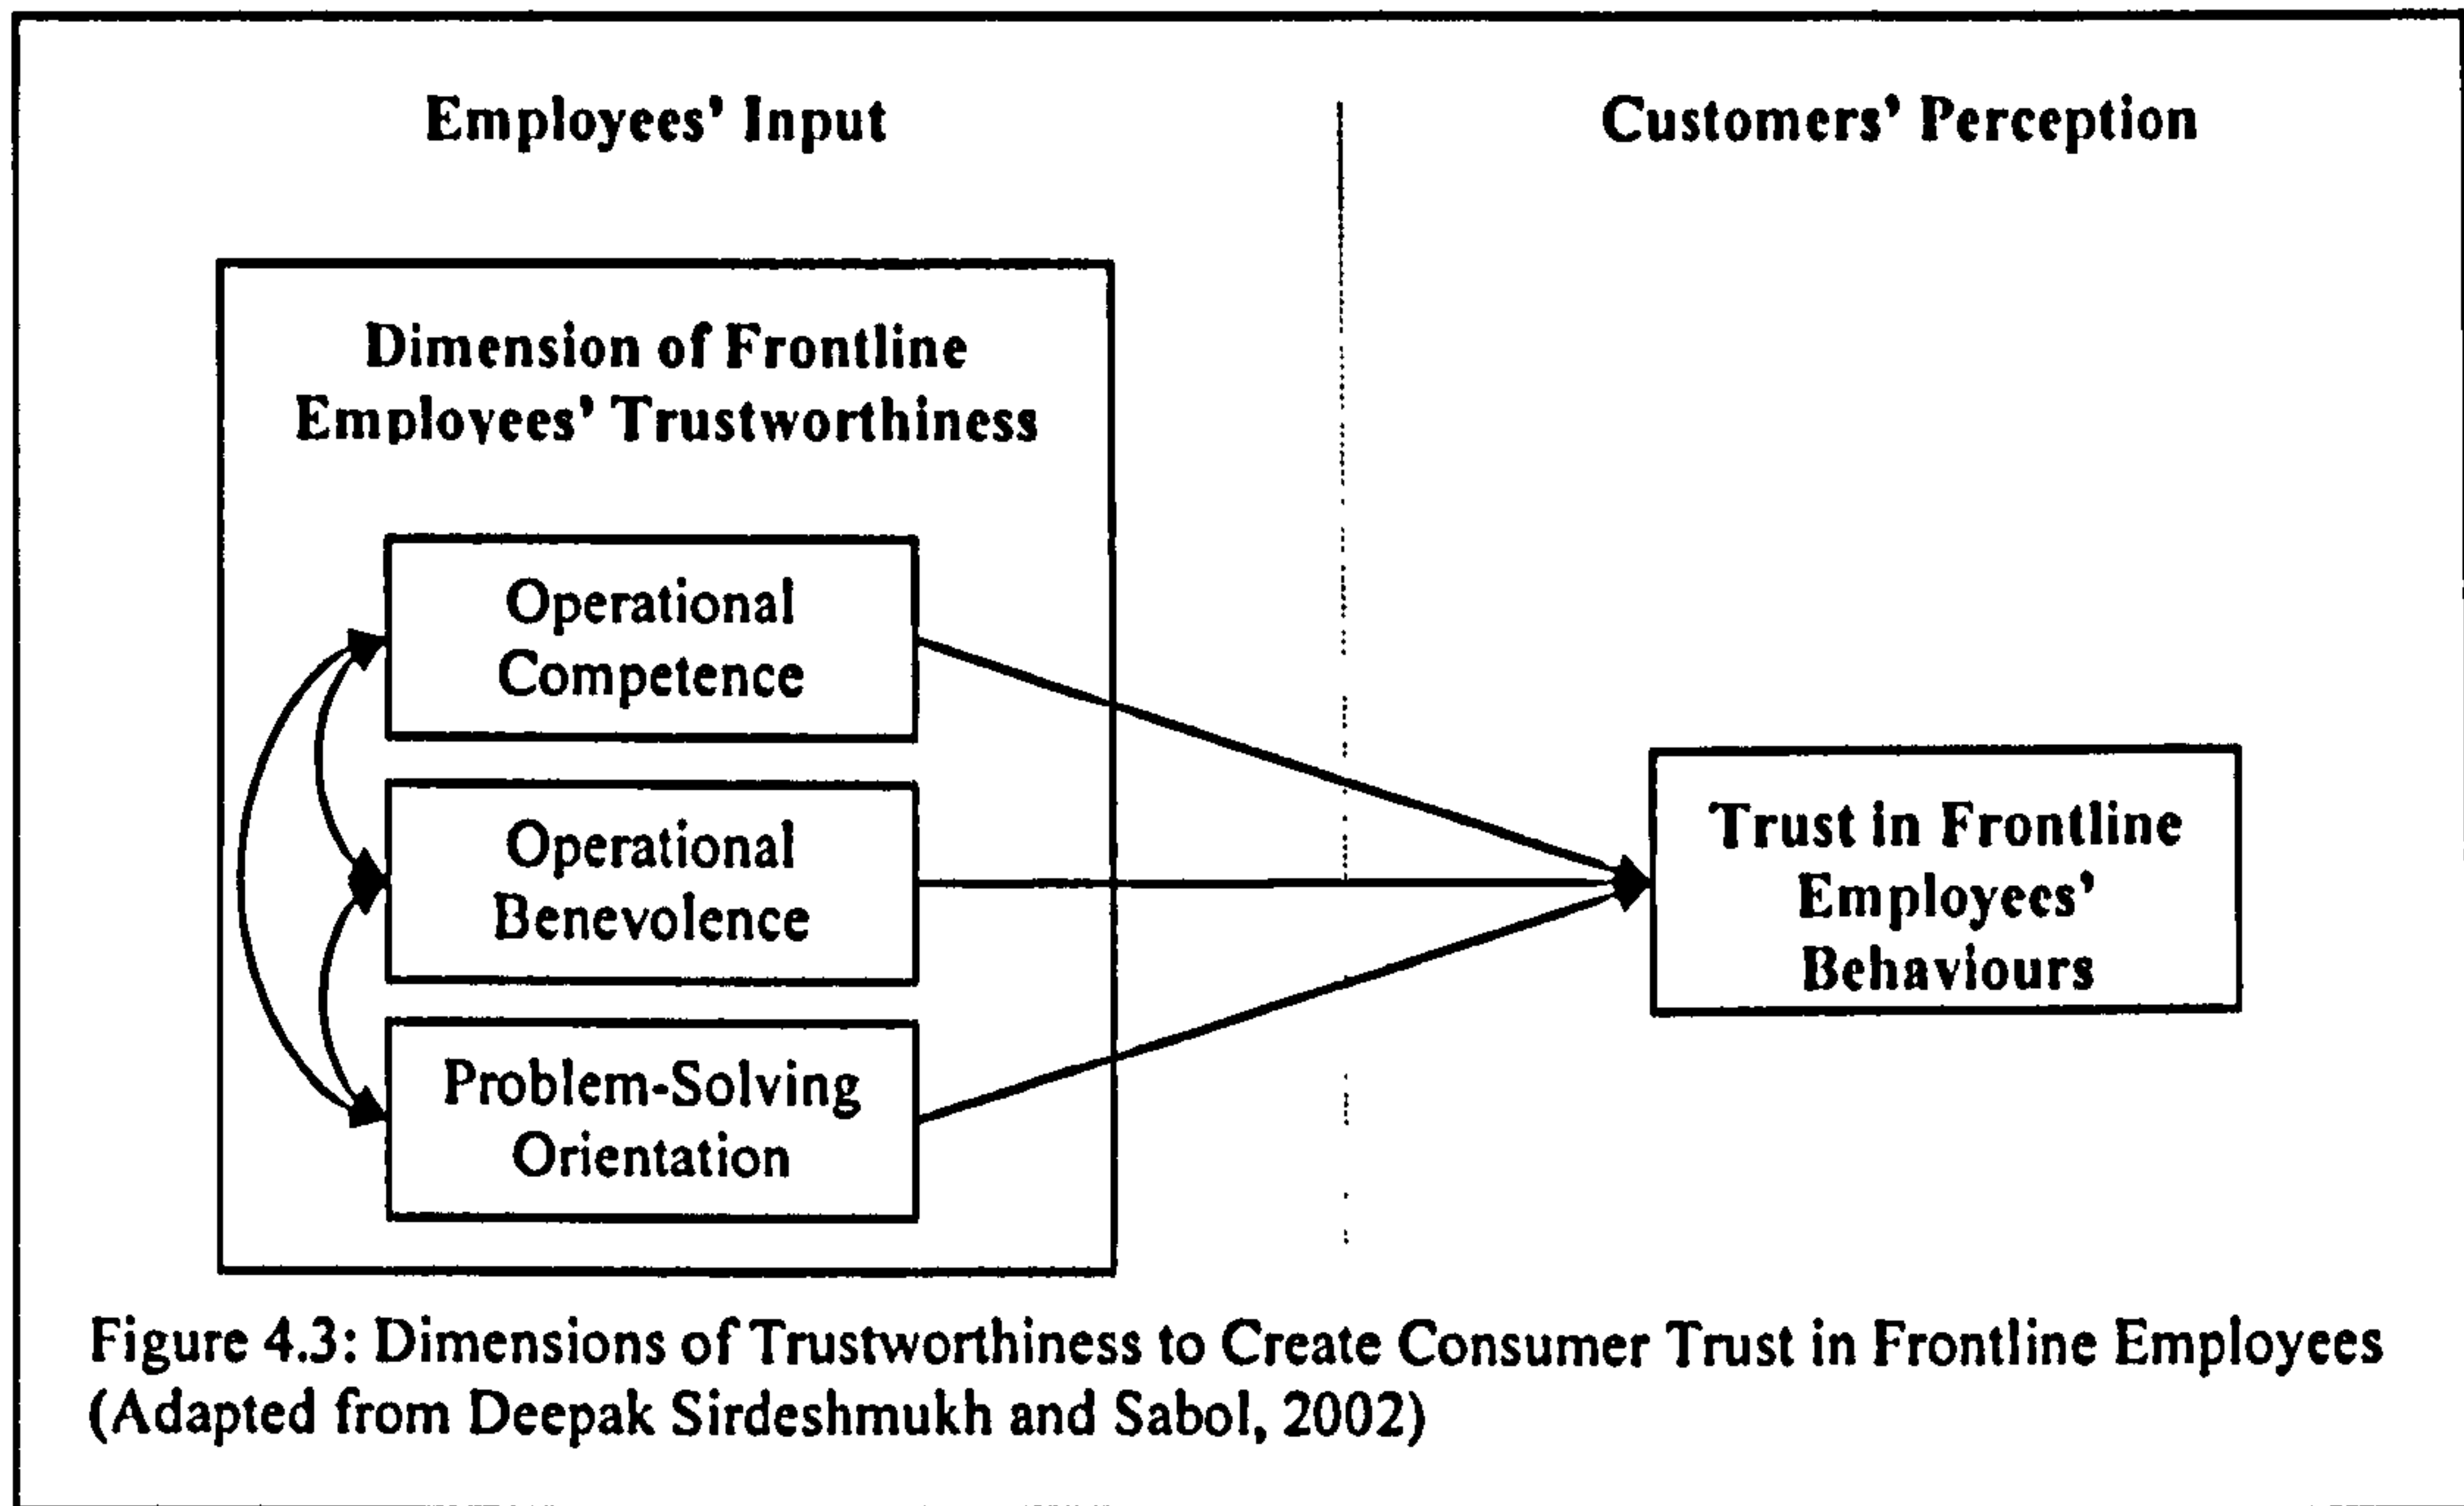 Employees' Input
Customers' Perception
Dimension of Frontline
Employees' Trustworthiness
Operational
Competence
Operational
Benevolence
Problem-Solving
Orientation
Trust in Frontline
Employees'
Behaviours
Figure 4.3: Dimensions of Trustworthiness to Create Consumer Trust in Frontline Employees
(Adapted from Deepak Sirdeshmukh and Sabol, 2002)